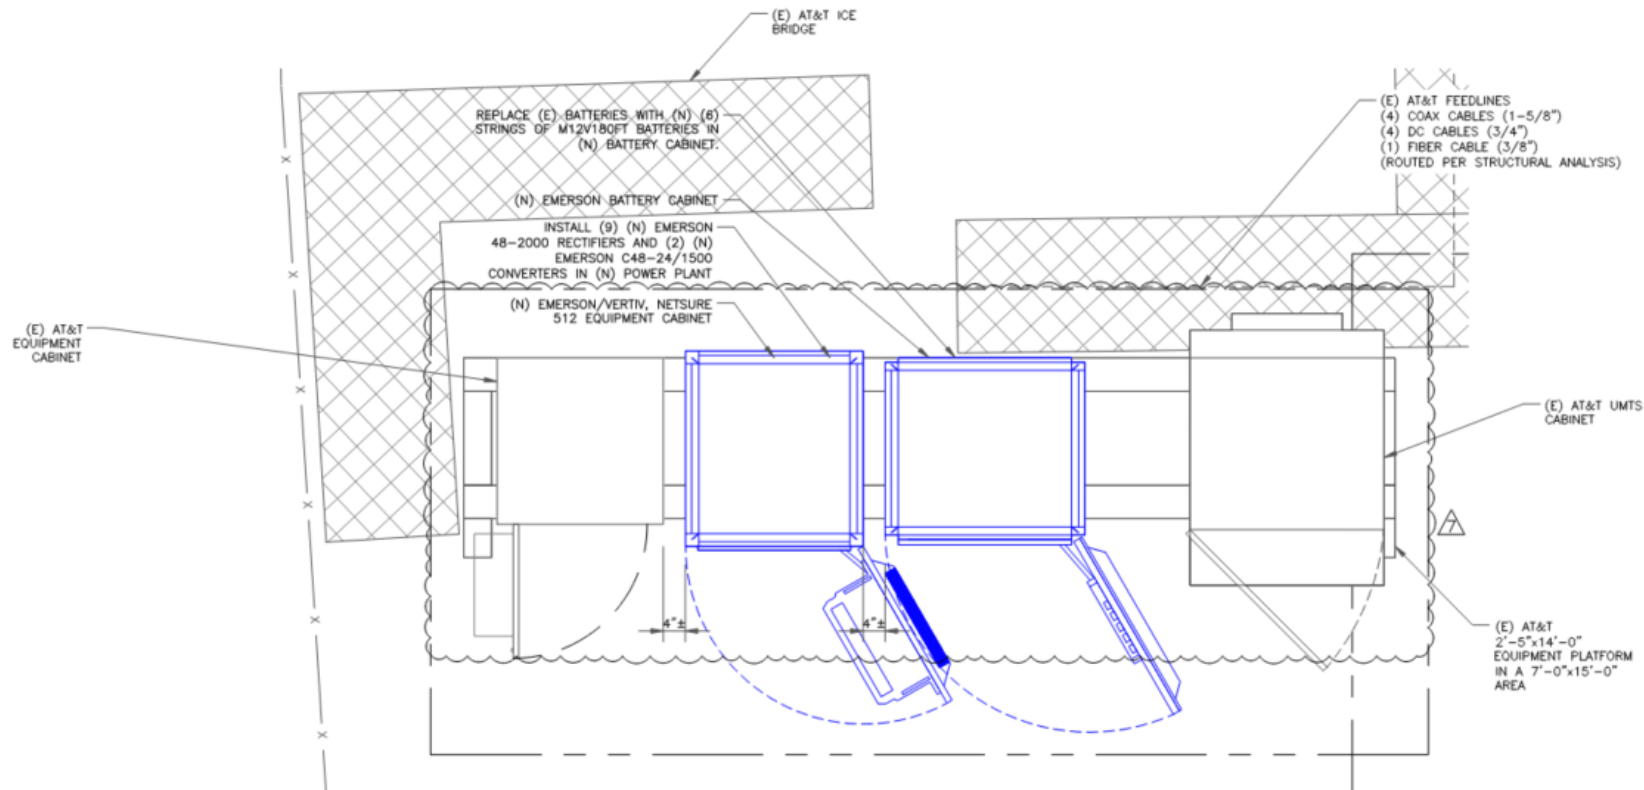 (E) AT&T ICE
BRIDGE
REPLACE (E) BATTERIES WITH (N) (6)
STRINGS OF M12V180FT BATTERIES IN
(N) BATTERY CABINET.
(E) AT&T FEEDLINES
(4) COAX CABLES (1-5/8")
(4) DC CABLES (3/4")
(1) FIBER CABLE (3/8")
(ROUTED PER STRUCTURAL ANALYSIS)
(N) EMERSON BATTERY CABINET
INSTALL (9) (N) EMERSON
48-2000 RECTIFIERS AND (2) (N)
EMERSON C48-24/1500
CONVERTERS IN (N) POWER PLANT
(N) EMERSON/VERTIV, NETSURE
512 EQUIPMENT CABINET
(E) AT&T
EQUIPMENT
CABINET
(E) AT&T UMTS
CABINET
7
4"±
4"±
(E) AT&T
2'-5"x14'-0"
EQUIPMENT PLATFORM
IN A 7'-0"x15'-0"
AREA
X
X
X
X
X